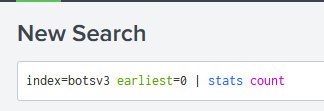 New Search
index=botsv3 earliest=0 | stats count